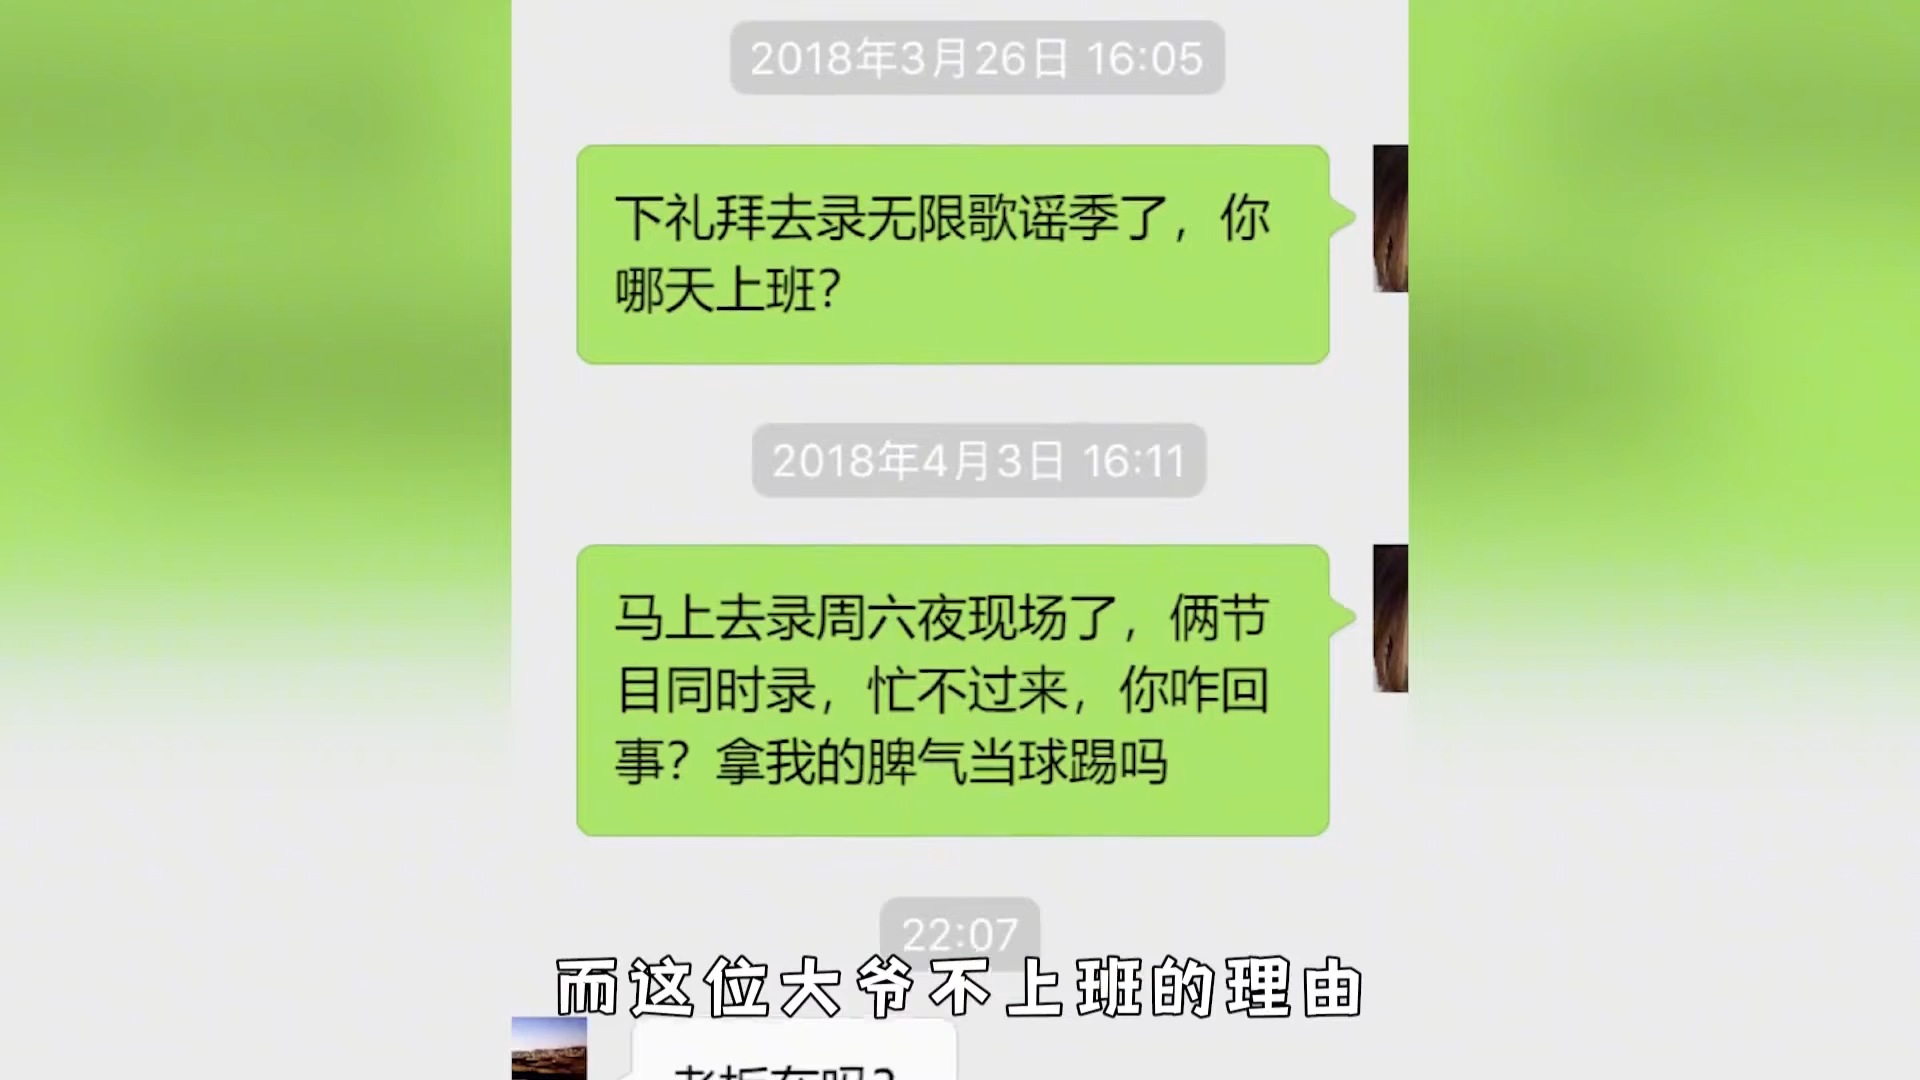 2018年3月26日 16:05
下礼拜去录无限歌谣季了，你
哪天上班？
2018年4月3日 16:11
马上去录周六夜现场了，俩节
目同时录，忙不过来，你咋回
事？拿我的脾气当球踢吗
22:07
而这位大爷不上班的理由
老板在吗？